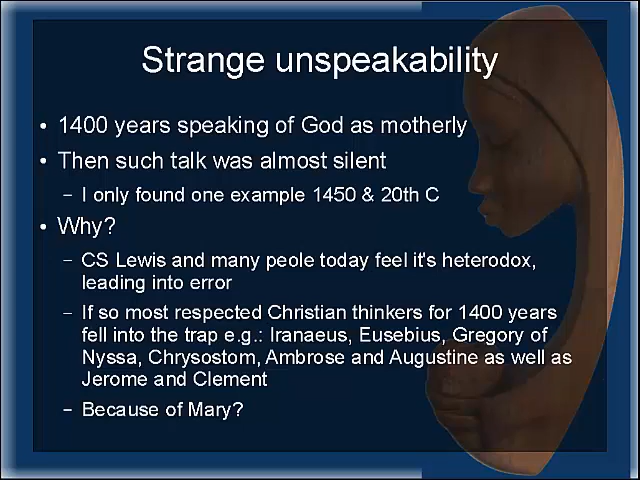 Strange unspeakability
• 1400 years speaking of God as motherly
• Then such talk was almost silent
– I only found one example 1450 & 20th C
• Why?
– CS Lewis and many peole today feel it's heterodox,
leading into error
– If so most respected Christian thinkers for 1400 years
fell into the trap e.g.: Iranaeus, Eusebius, Gregory of
Nyssa, Chrysostom, Ambrose and Augustine as well as
Jerome and Clement
– Because of Mary?